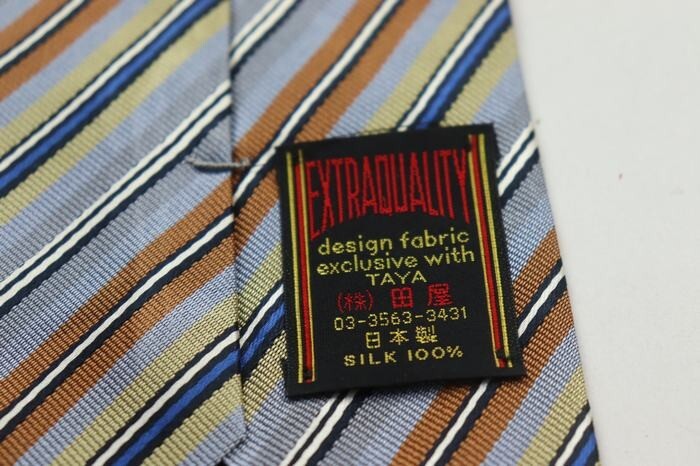 EXTRAQUALITY
design fabric
exclusive with
TAYA
(株) 田屋
03-3563-3431
日本製
SILK 100%